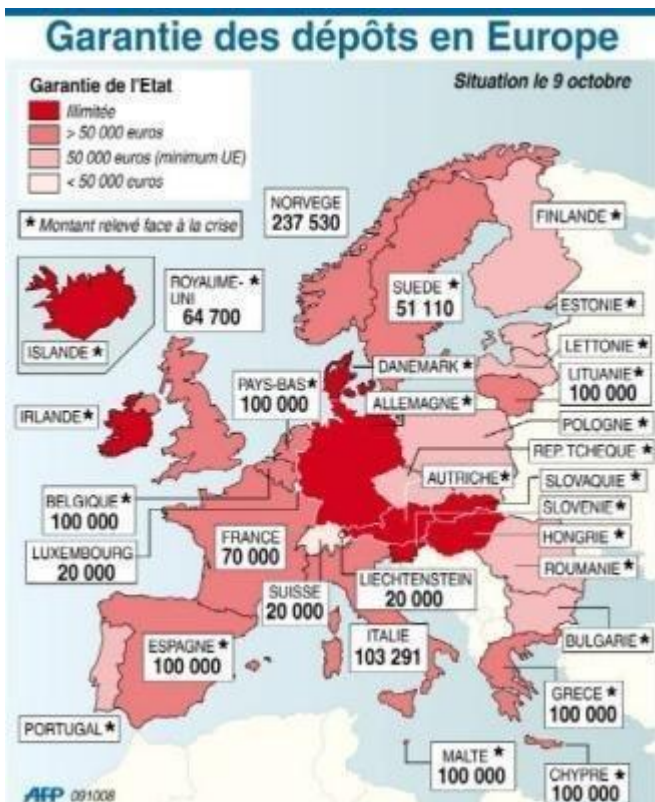 Garantie des dépôts en Europe
Situation le 9 octobre
Garantie de l'Etat
Illimitée
> 50 000 euros
50 000 euros (minimum UE)
< 50 000 euros
* Montant relevé face à la crise
NORVEGE
237 530
FINLANDE *
ISLANDE *
ROYAUME-
UNI *
64 700
SUEDE *
51 110
ESTONIE *
LETTONIE *
DANEMARK *
LITUANIE *
100 000
PAYS-BAS *
100 000
ALLEMAGNE *
IRLANDE *
POLOGNE *
REP. TCHEQUE *
AUTRICHE *
SLOVAQUIE *
BELGIQUE *
100 000
SLOVENIE *
LUXEMBOURG
20 000
FRANCE
70 000
HONGRIE *
ROUMANIE *
SUISSE
20 000
LIECHTENSTEIN
20 000
ESPAGNE *
100 000
ITALIE
103 291
BULGARIE *
GRECE *
100 000
PORTUGAL *
MALTE *
100 000
CHYPRE *
100 000
AFP 091008